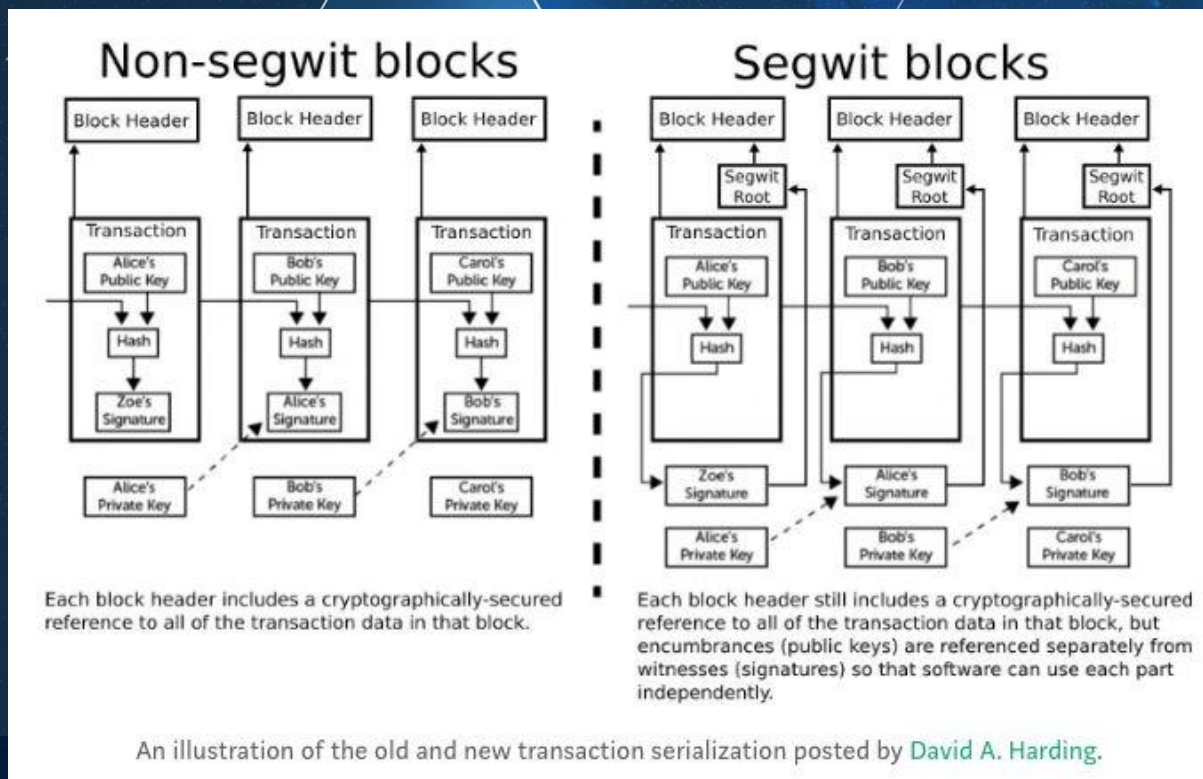 Non-segwit blocks
Block Header
Block Header
Block Header
Transaction
Transaction
Transaction
Alice's
Public Key
Bob's
Public Key
Carol's
Public Key
Hash
Hash
Hash
Zoe's
Signature
Alice's
Signature
Bob's
Signature
Alice's
Private Key
Bob's
Private Key
Carol's
Private Key
Each block header includes a cryptographically-secured
reference to all of the transaction data in that block.
Segwit blocks
Block Header
Block Header
Block Header
Segwit
Root
Segwit
Root
Segwit
Root
Transaction
Transaction
Transaction
Alice's
Public Key
Bob's
Public Key
Carol's
Public Key
Hash
Hash
Hash
Zoe's
Signature
Alice's
Signature
Bob's
Signature
Alice's
Private Key
Bob's
Private Key
Carol's
Private Key
Each block header still includes a cryptographically-secured
reference to all of the transaction data in that block, but
encumbrances (public keys) are referenced separately from
witnesses (signatures) so that software can use each part
independently.
An illustration of the old and new transaction serialization posted by David A. Harding.